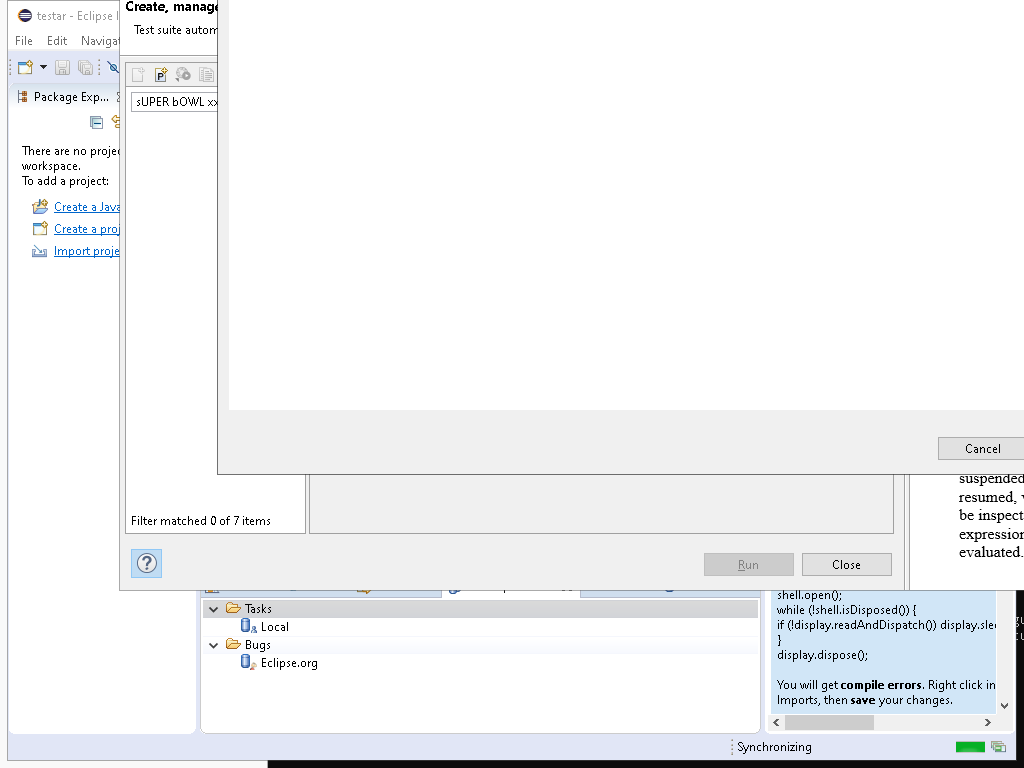 testar - Eclipse I
Create, manage
File Edit Navigat
Test suite autom
P
Package Exp...
sUPER bOWL xx
There are no proje
workspace.
To add a project:
Create a Java
Create a proj
Import proje
Cancel
suspended
resumed, v
be inspect
expression
evaluated.
Filter matched 0 of 7 items
?
Run
Close
Tasks
Local
Bugs
Eclipse.org
shell.open();
while (!shell.isDisposed()) {
if (!display.readAndDispatch()) display.slee
}
display.dispose();
You will get compile errors. Right click in
Imports, then save your changes.
Synchronizing